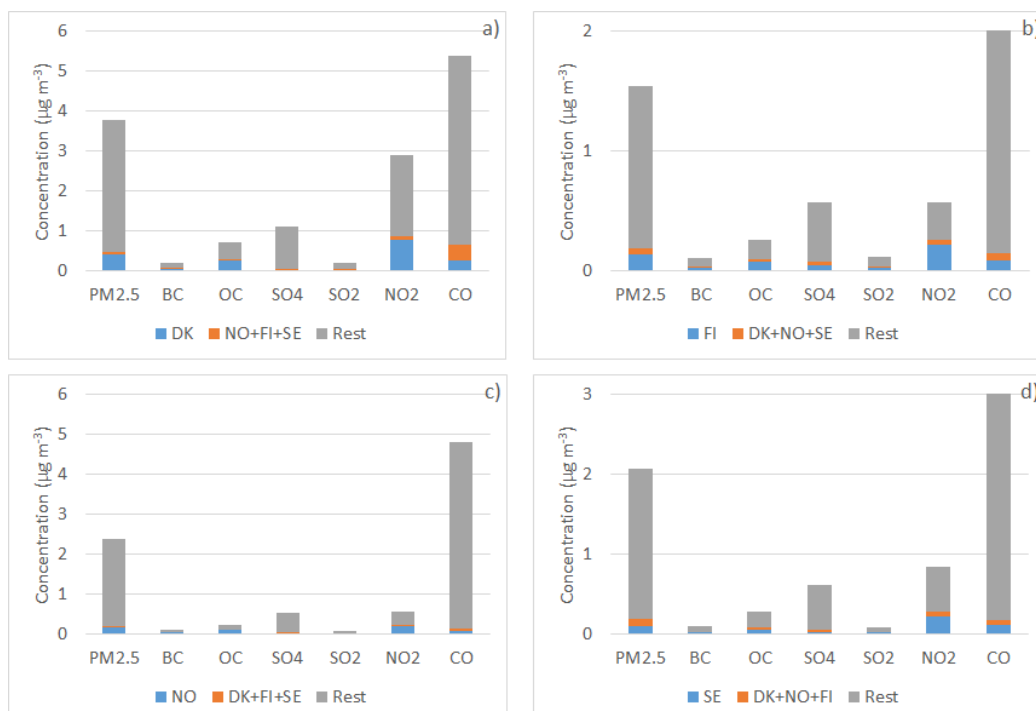 a)
Concentration (µg m-3)
6
5
4
3
2
1
0
PM2.5 BC OC SO4 SO2 NO2 CO
DK NO+FI+SE Rest
b)
Concentration (µg m-3)
2
1
0
PM2.5 BC OC SO4 SO2 NO2 CO
FI DK+NO+SE Rest
c)
Concentration (µg m-3)
6
5
4
3
2
1
0
PM2.5 BC OC SO4 SO2 NO2 CO
NO DK+FI+SE Rest
d)
Concentration (µg m-3)
3
2
1
0
PM2.5 BC OC SO4 SO2 NO2 CO
SE DK+NO+FI Rest